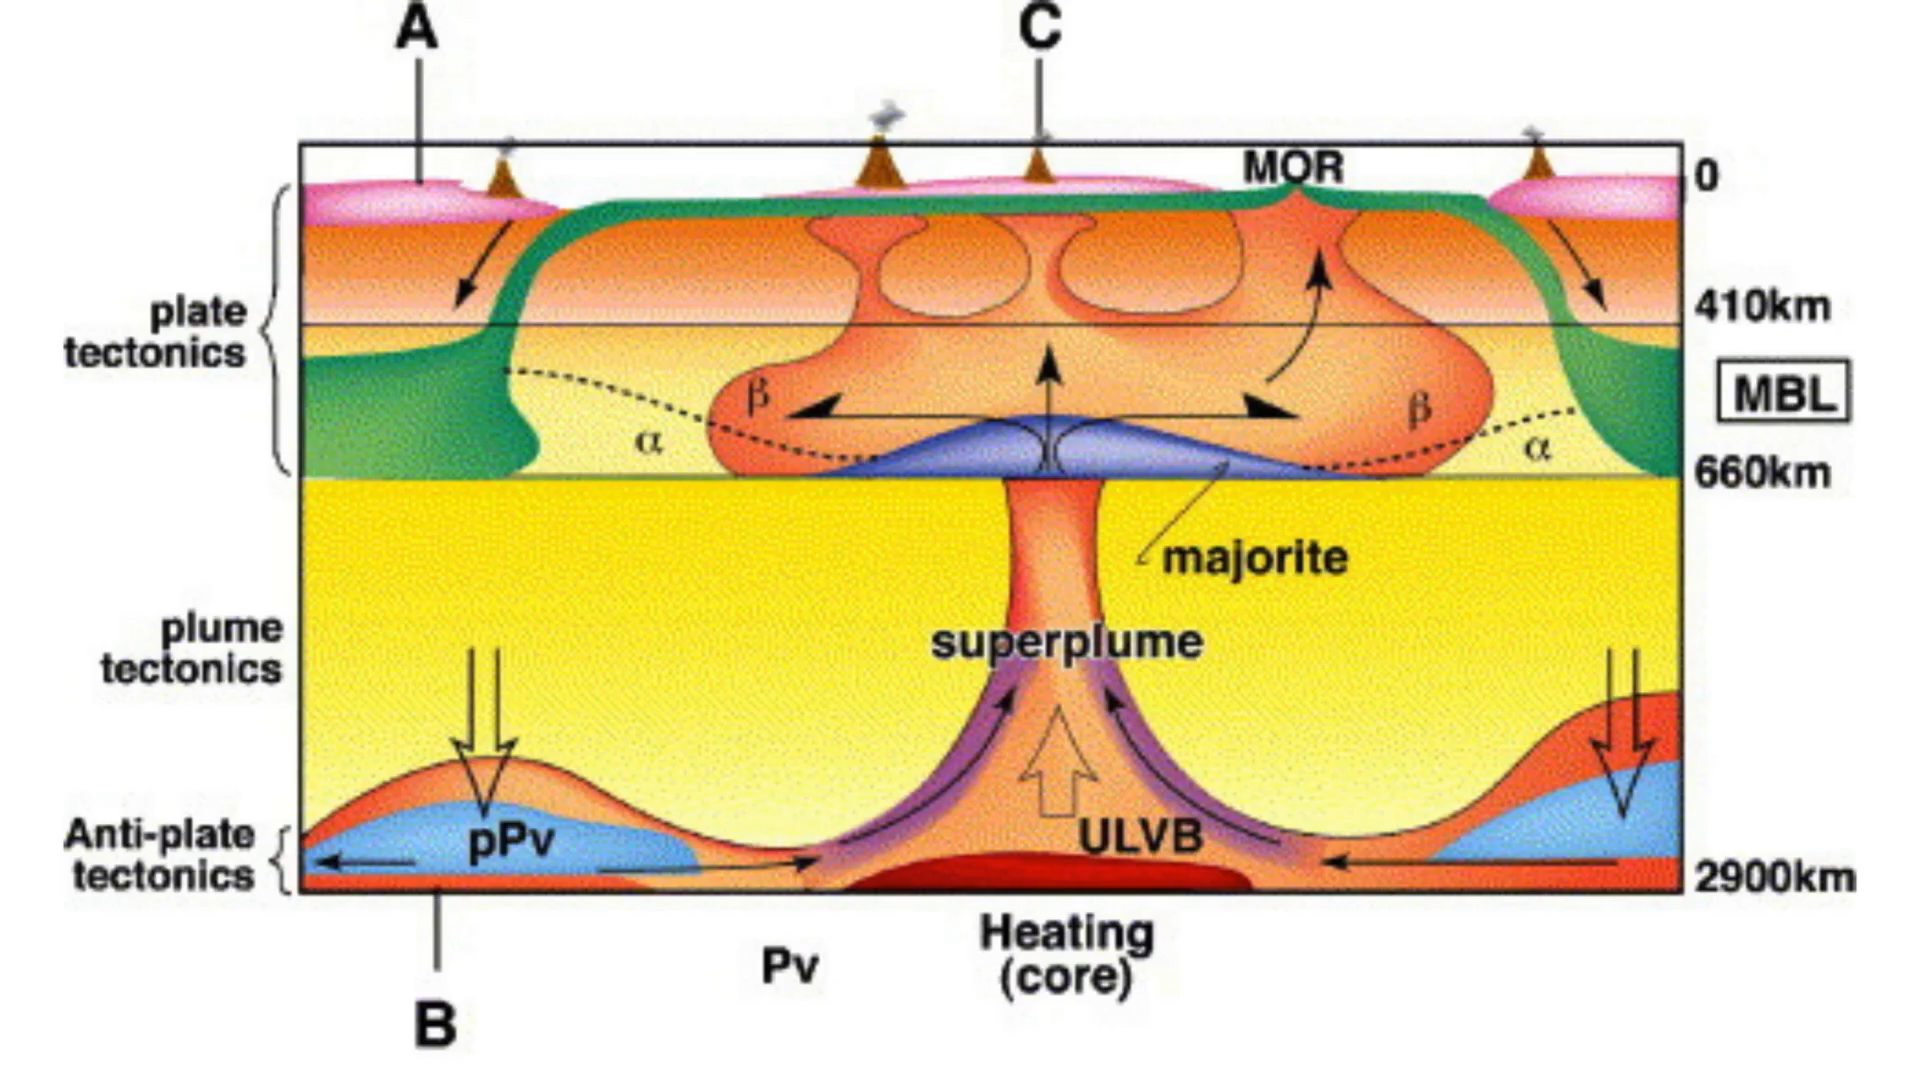 A
C
MOR
0
plate
tectonics
410km
MBL
β
β
α
α
660km
majorite
plume
tectonics
superplume
Anti-plate
tectonics
pPv
ULVB
2900km
Heating
(core)
Pv
B